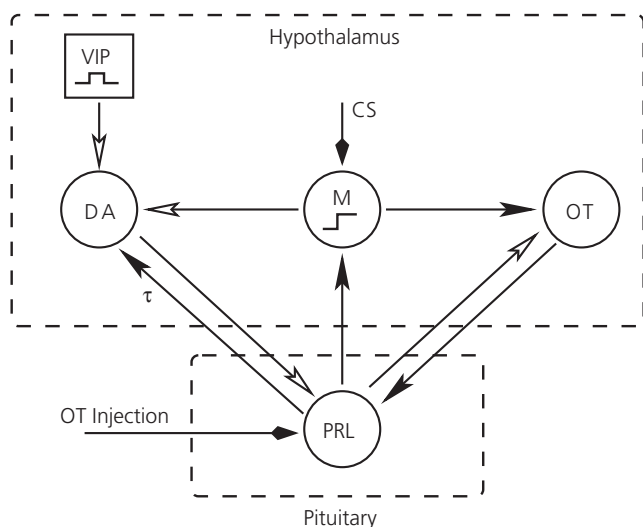 Hypothalamus
VIP
CS
DA
M
OT
τ
OT Injection
PRL
Pituitary